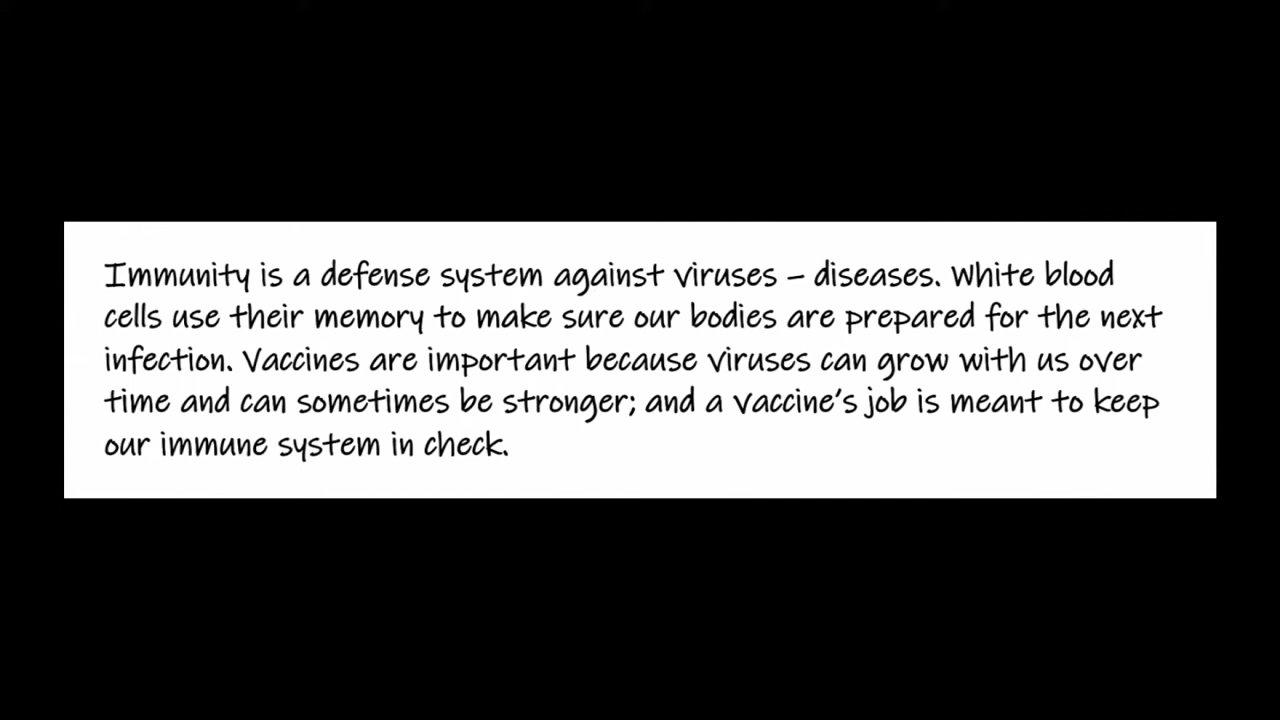 Immunity is a defense system against viruses – diseases. White blood
cells use their memory to make sure our bodies are prepared for the next
infection. Vaccines are important because viruses can grow with us over
time and can sometimes be stronger; and a vaccine's job is meant to keep
our immune system in check.